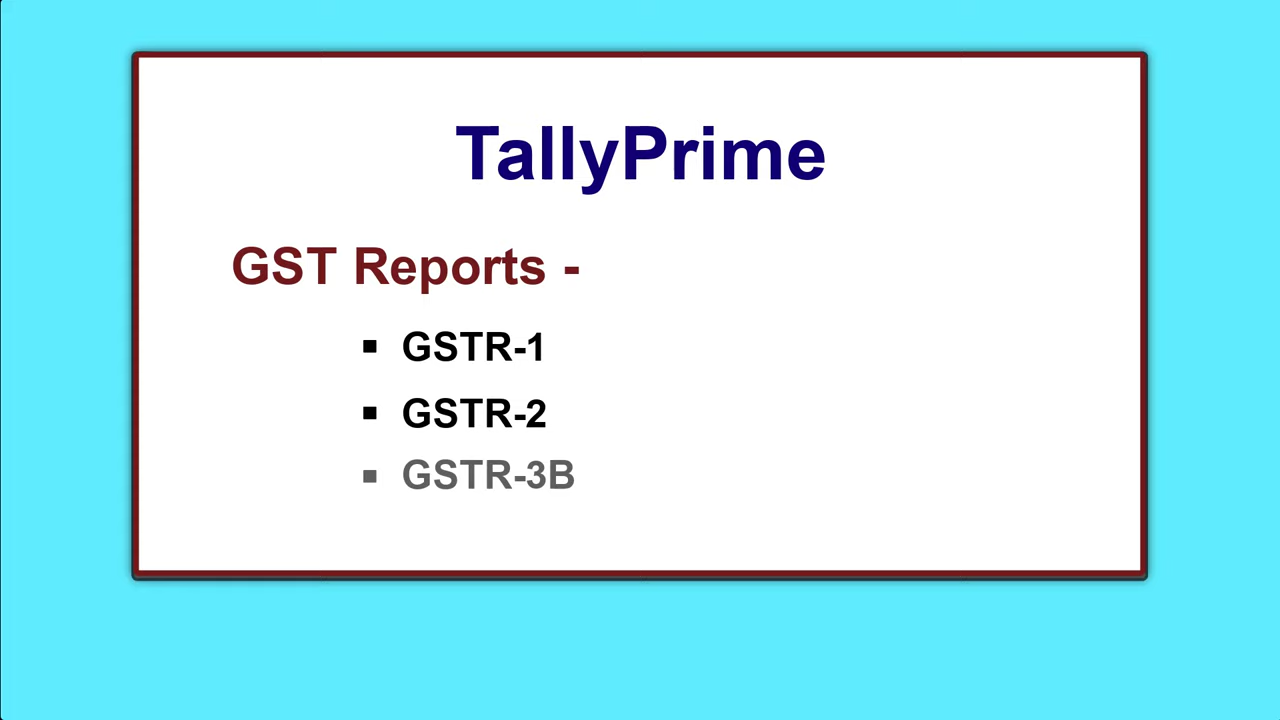 TallyPrime
GST Reports -
▪ GSTR-1
▪ GSTR-2
▪ GSTR-3B